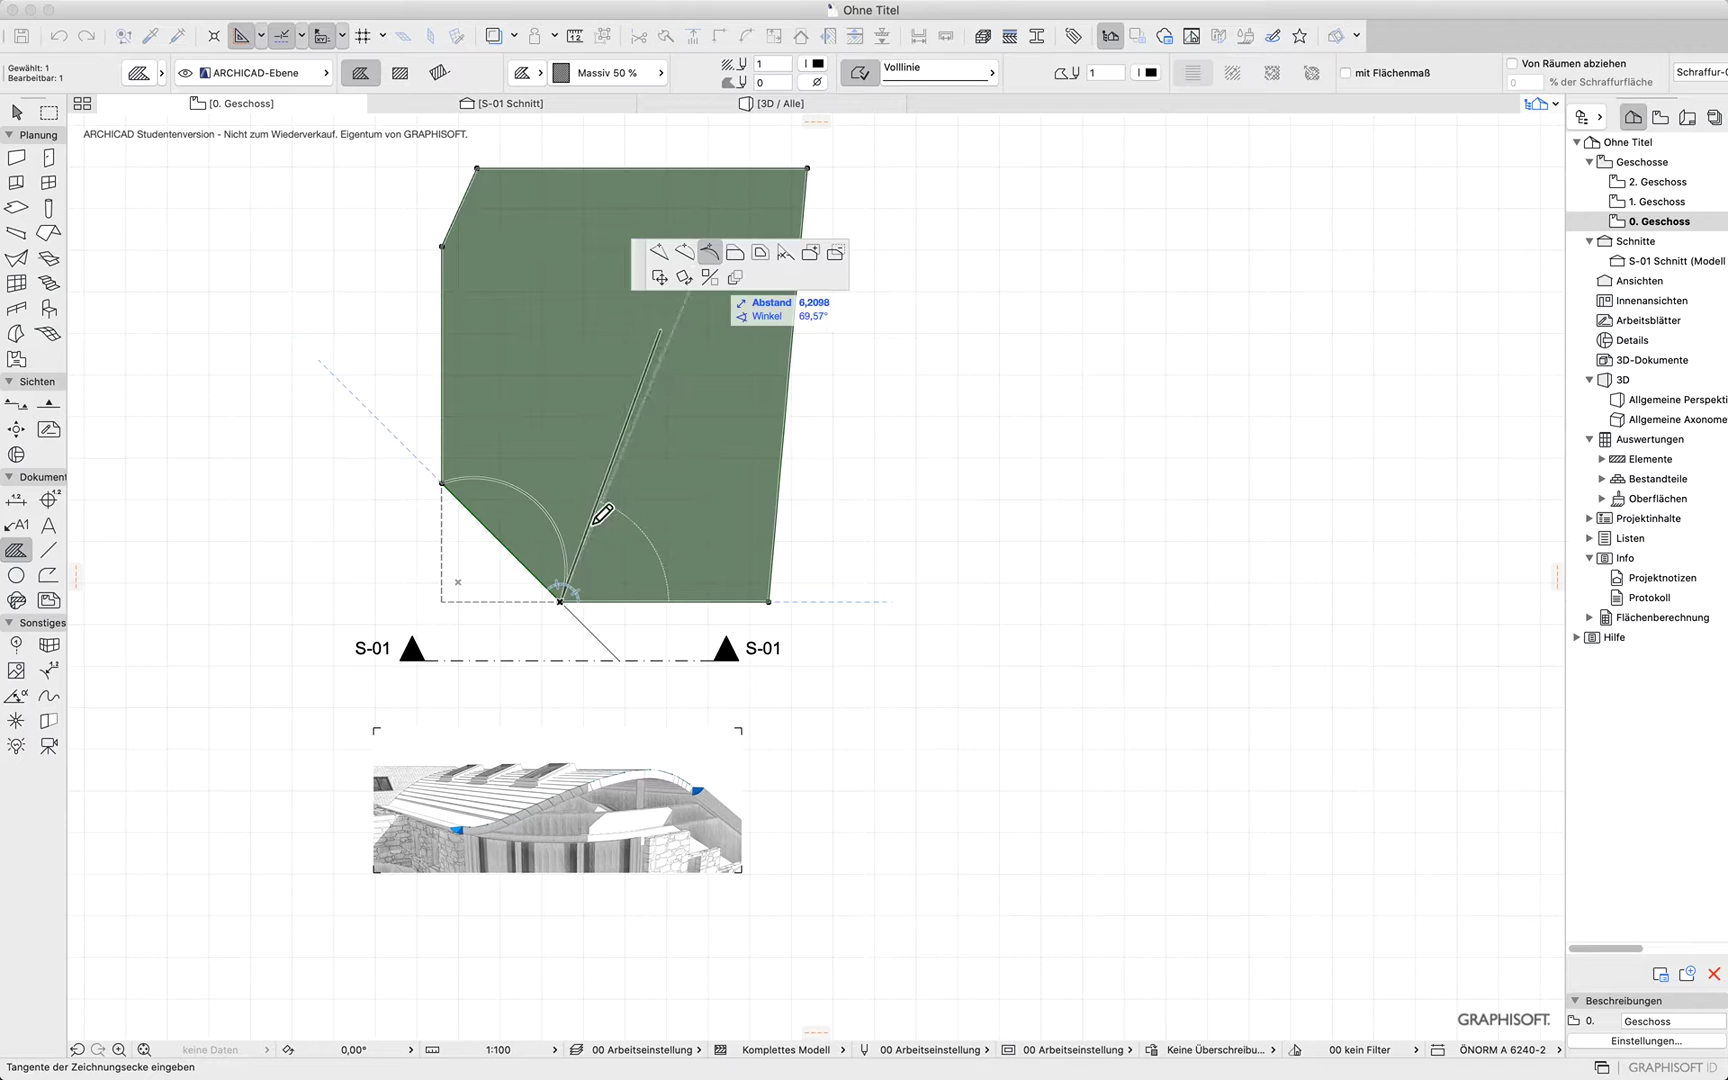 Ohne Titel
Gewählt: 1
Bearbeitbar: 1
ARCHICAD-Ebene
Massiv 50 %
1
0
Volllinie
1
mit Flächenmaß
Von Räumen abziehen
0
% der Schraffurfläche
Schraffur-
[0. Geschoss]
[S-01 Schnitt]
[3D / Alle]
ARCHICAD Studentenversion - Nicht zum Wiederverkauf. Eigentum von GRAPHISOFT.
Planung
Sichten
Dokument
Sonstiges
Abstand 6,2098
Winkel 69,57°
S-01
S-01
Ohne Titel
Geschosse
2. Geschoss
1. Geschoss
0. Geschoss
Schnitte
S-01 Schnitt (Modell
Ansichten
Innenansichten
Arbeitsblätter
Details
3D-Dokumente
3D
Allgemeine Perspekti
Allgemeine Axonome
Auswertungen
Elemente
Bestandteile
Oberflächen
Projektinhalte
Listen
Info
Projektnotizen
Protokoll
Flächenberechnung
Hilfe
Beschreibungen
0.
Geschoss
Einstellungen...
GRAPHISOFT.
keine Daten
0,00°
1:100
00 Arbeitseinstellung
Komplettes Modell
00 Arbeitseinstellung
00 Arbeitseinstellung
Keine Überschreibu...
00 kein Filter
ÖNORM A 6240-2
Tangente der Zeichnungsecke eingeben
GRAPHISOFT ID